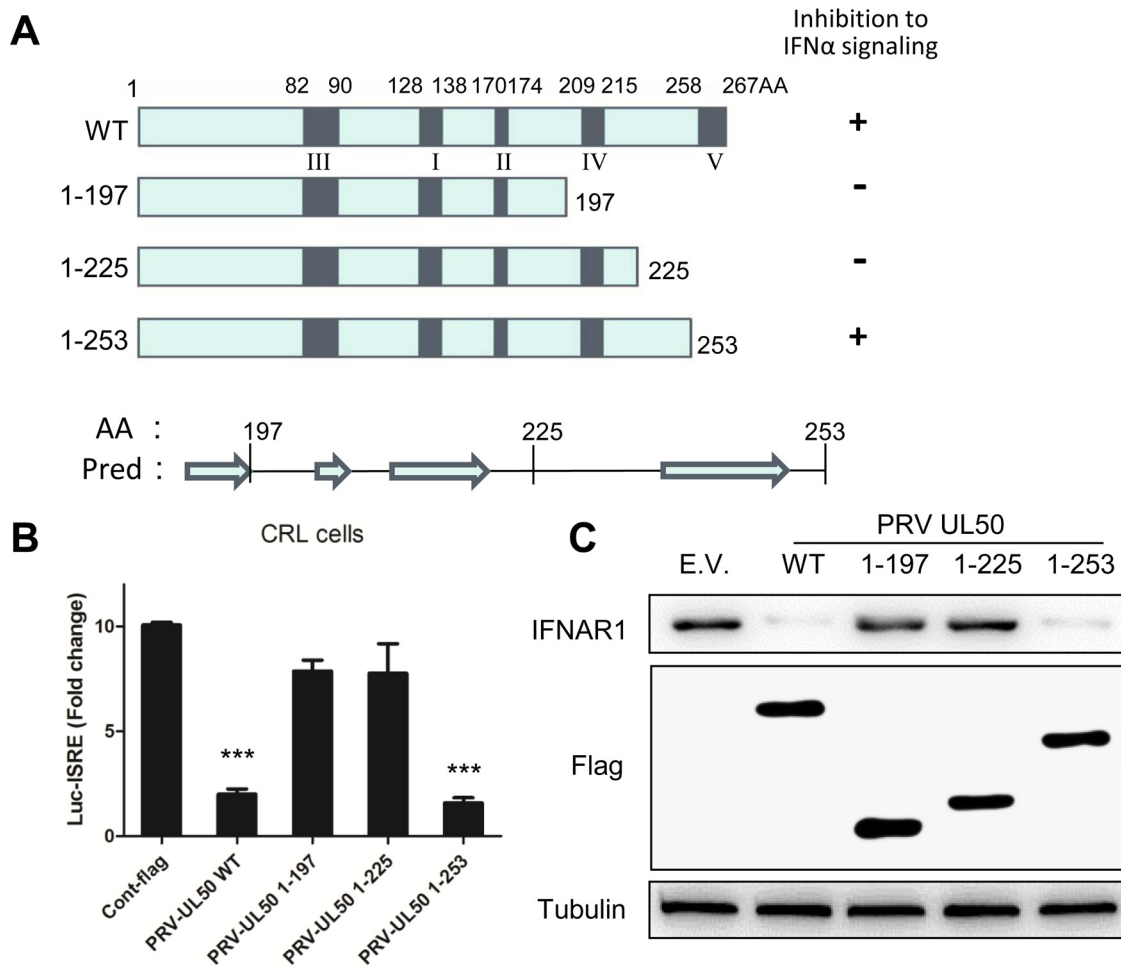 A
Inhibition to
IFNα signaling
1 82 90 128 138 170 174 209 215 258 267AA
WT +
III I II IV V
1-197 197 -
1-225 225 -
1-253 253 +
AA : 197 225 253
Pred :
B
CRL cells
Luc-ISRE (Fold change)
10
5
0
***
***
Cont-flag
PRV-UL50 WT
PRV-UL50 1-197
PRV-UL50 1-225
PRV-UL50 1-253
C
PRV UL50
E.V. WT 1-197 1-225 1-253
IFNAR1
Flag
Tubulin